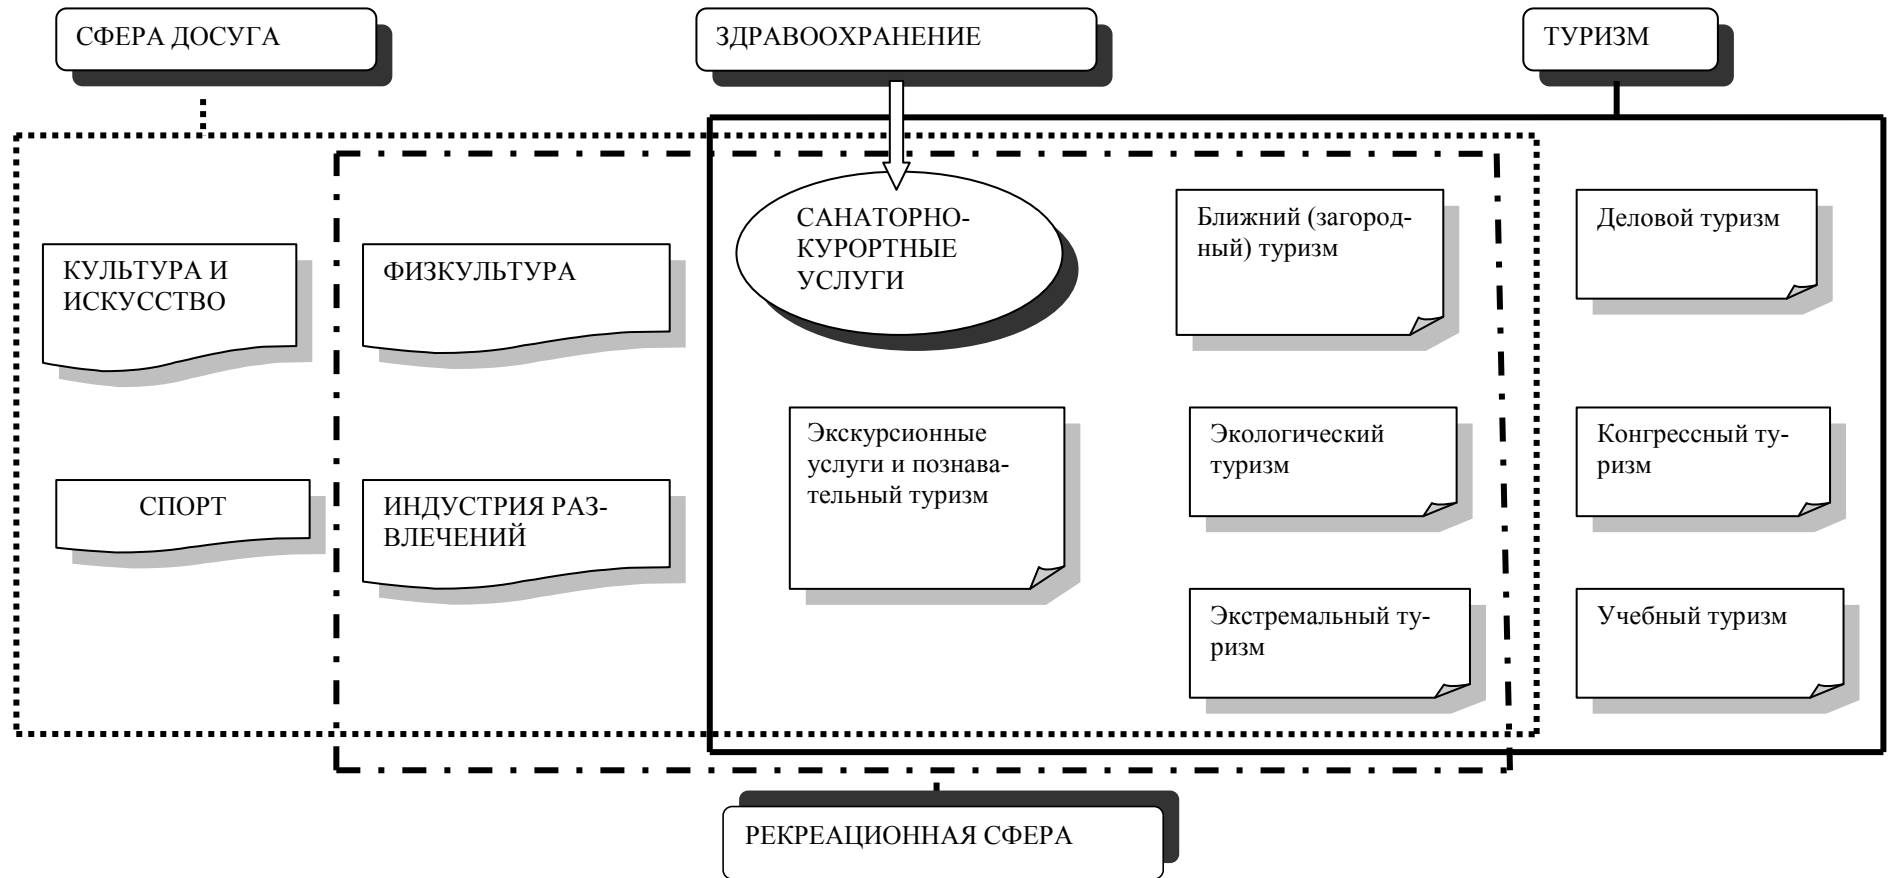 СФЕРА ДОСУГА
ЗДРАВООХРАНЕНИЕ
ТУРИЗМ
КУЛЬТУРА И
ИСКУССТВО
ФИЗКУЛЬТУРА
САНАТОРНО-
КУРОРТНЫЕ
УСЛУГИ
Ближний (загород-
ный) туризм
Деловой туризм
СПОРТ
ИНДУСТРИЯ РАЗ-
ВЛЕЧЕНИЙ
Экскурсионные
услуги и познава-
тельный туризм
Экологический
туризм
Конгрессный ту-
ризм
Экстремальный ту-
ризм
Учебный туризм
РЕКРЕАЦИОННАЯ СФЕРА